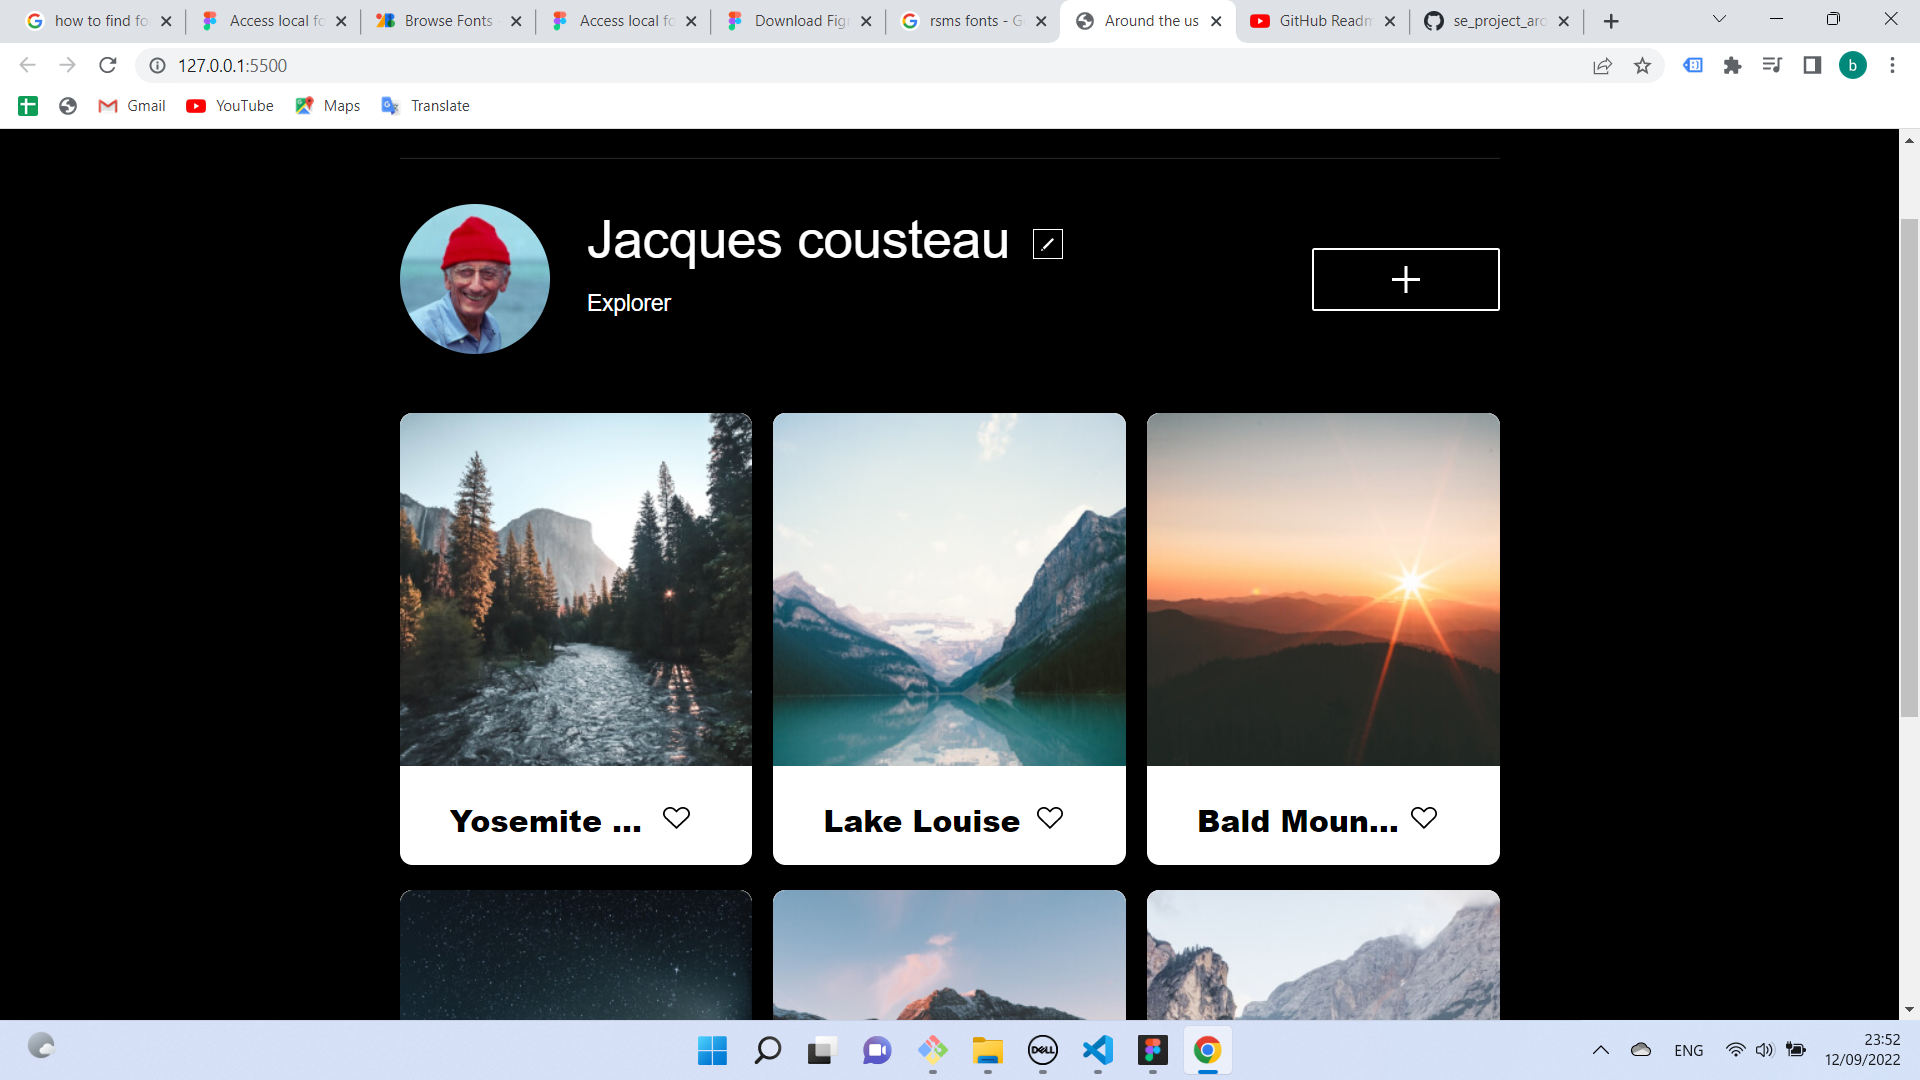 how to find fo
Access local fo
Browse Fonts
Access local fo
Download Fig
rsms fonts - G
Around the us
GitHub Readm
se_project_aro
127.0.0.1:5500
b
Gmail
YouTube
Maps
Translate
Jacques cousteau
Explorer
Yosemite ...
Lake Louise
Bald Moun...
DELL
ENG
23:52
12/09/2022